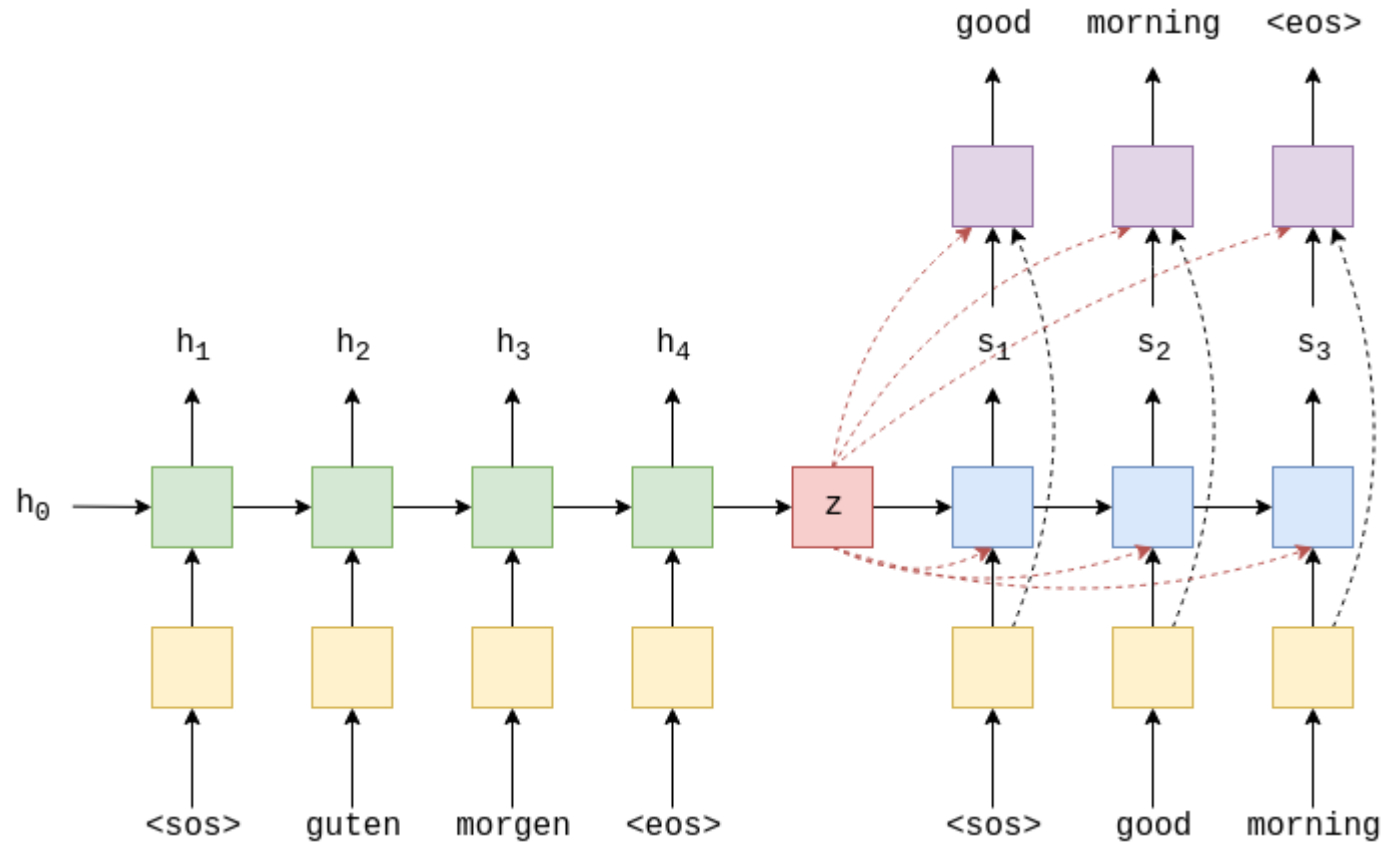 good morning <eos>
h₁ h₂ h₃ h₄ s₁ s₂ s₃
h₀ z
<sos> guten morgen <eos> <sos> good morning